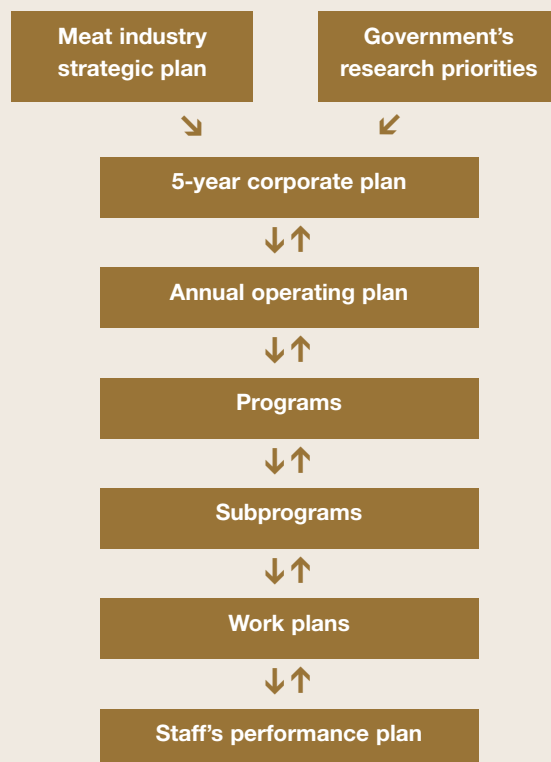 Meat industry
strategic plan
Government’s
research priorities
5-year corporate plan
Annual operating plan
Programs
Subprograms
Work plans
Staff’s performance plan